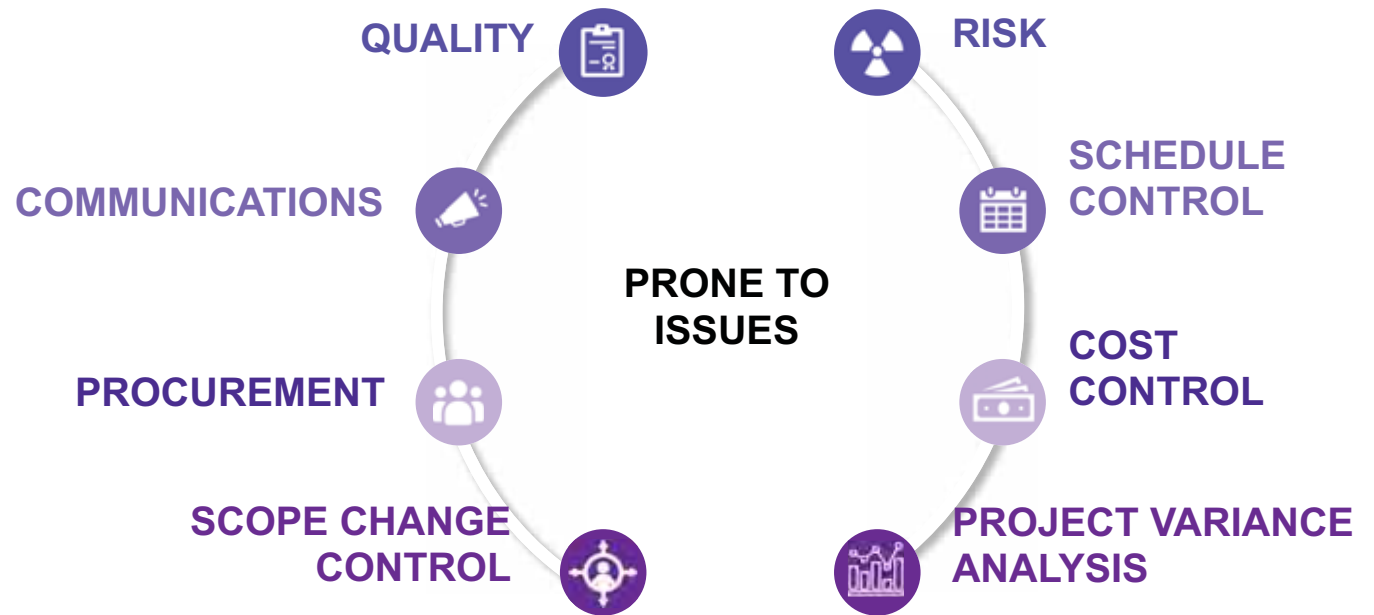 QUALITY
COMMUNICATIONS
PROCUREMENT
SCOPE CHANGE
CONTROL
PRONE TO
ISSUES
RISK
SCHEDULE
CONTROL
COST
CONTROL
PROJECT VARIANCE
ANALYSIS